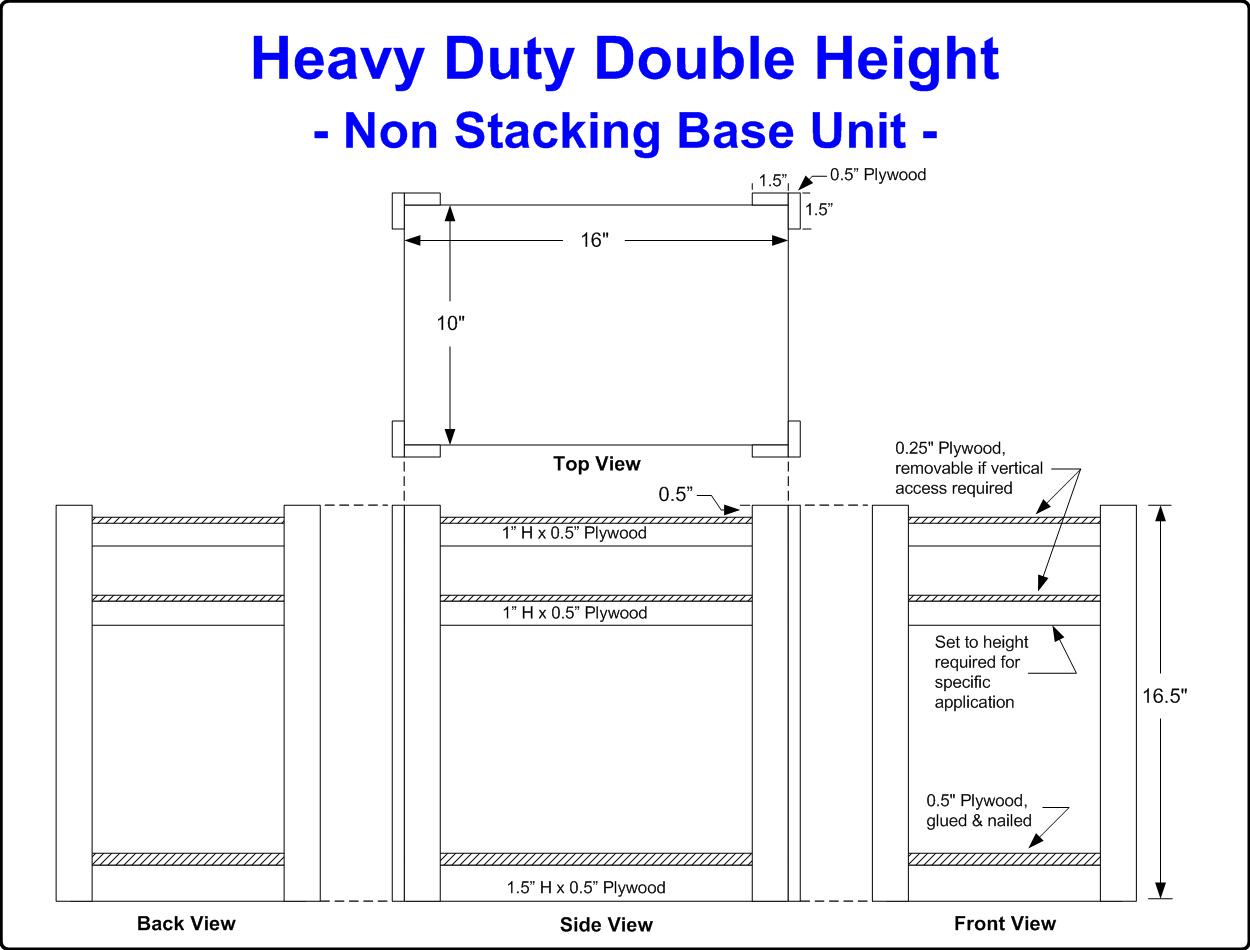 Heavy Duty Double Height
- Non Stacking Base Unit -
1.5”
0.5” Plywood
1.5”
16"
10"
Top View
0.25" Plywood,
removable if vertical
access required
0.5”
1” H x 0.5” Plywood
1” H x 0.5” Plywood
Set to height
required for
specific
application
16.5"
0.5" Plywood,
glued & nailed
1.5” H x 0.5” Plywood
Back View
Side View
Front View